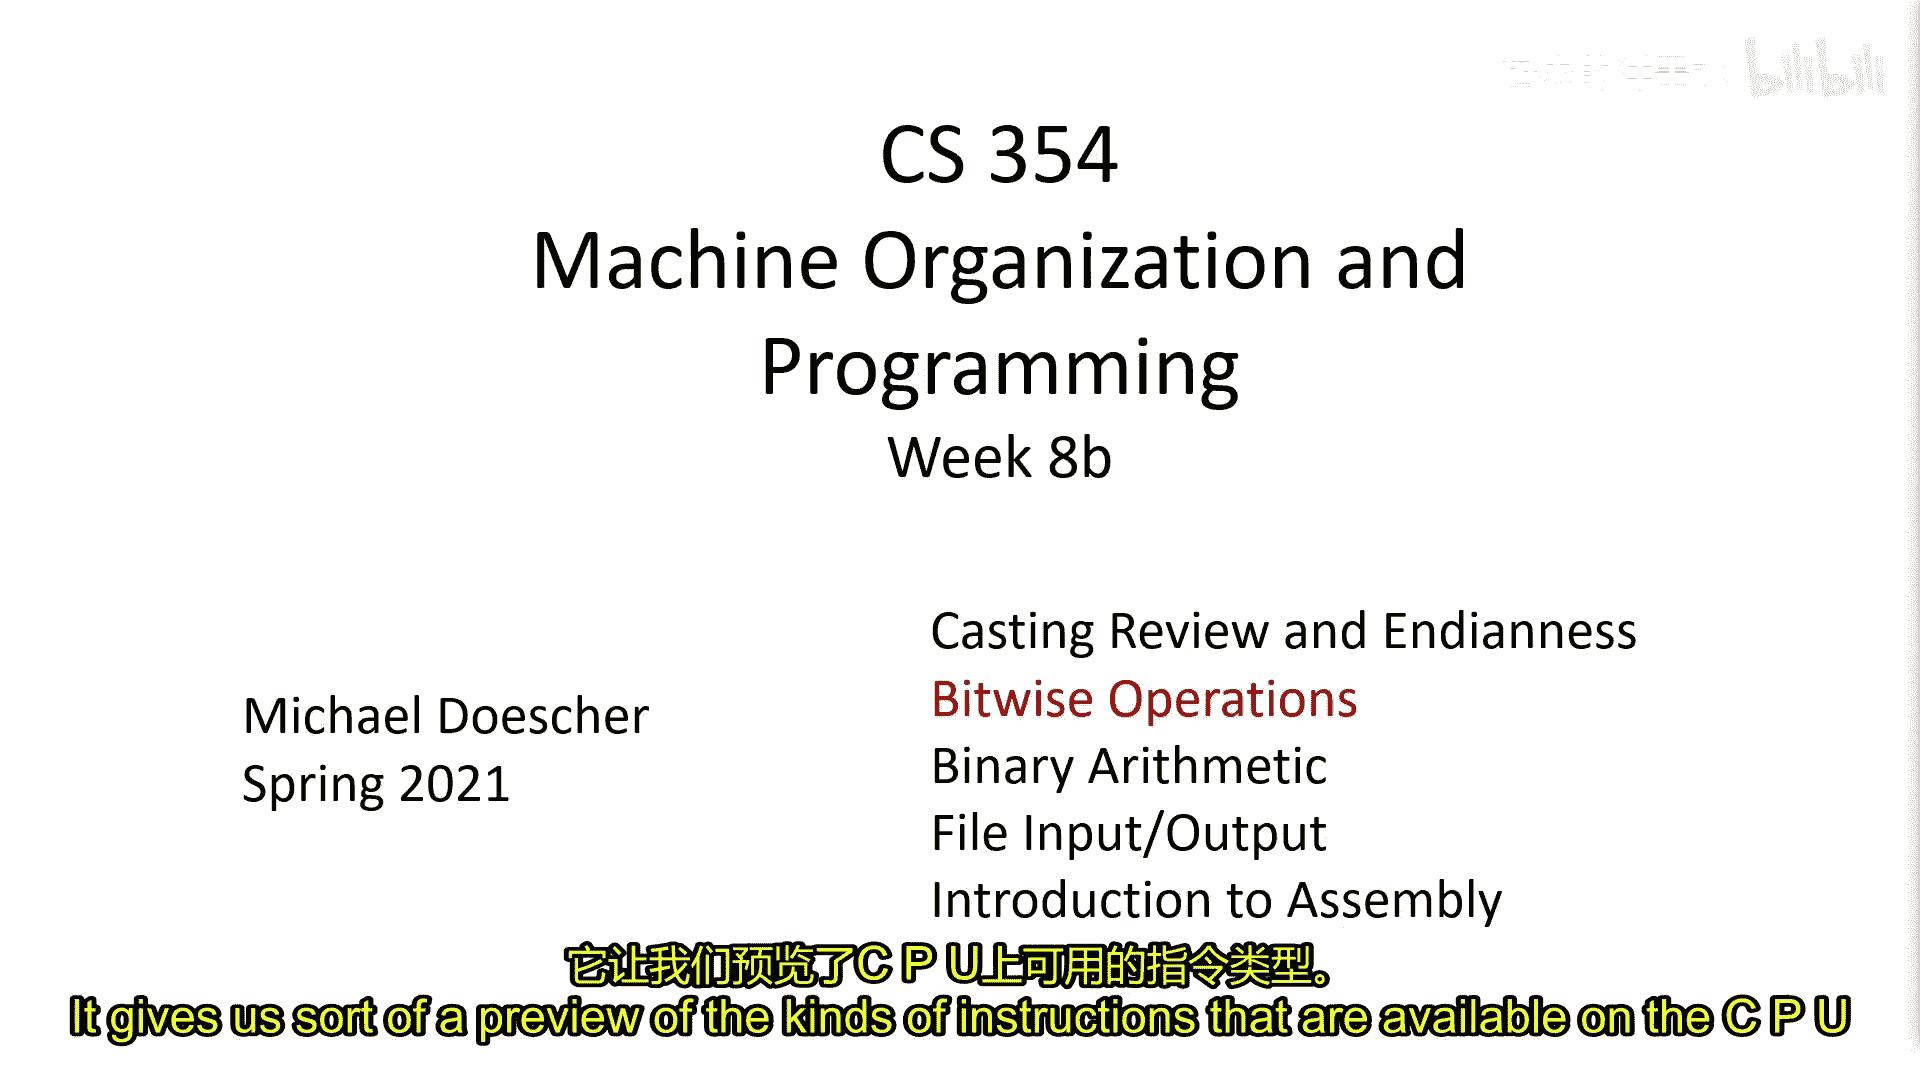 bilibili
CS 354
Machine Organization and
Programming
Week 8b
Michael Doescher
Spring 2021
Casting Review and Endianness
Bitwise Operations
Binary Arithmetic
File Input/Output
Introduction to Assembly
它让我们预览了C P U上可用的指令类型。
It gives us sort of a preview of the kinds of instructions that are available on the C P U